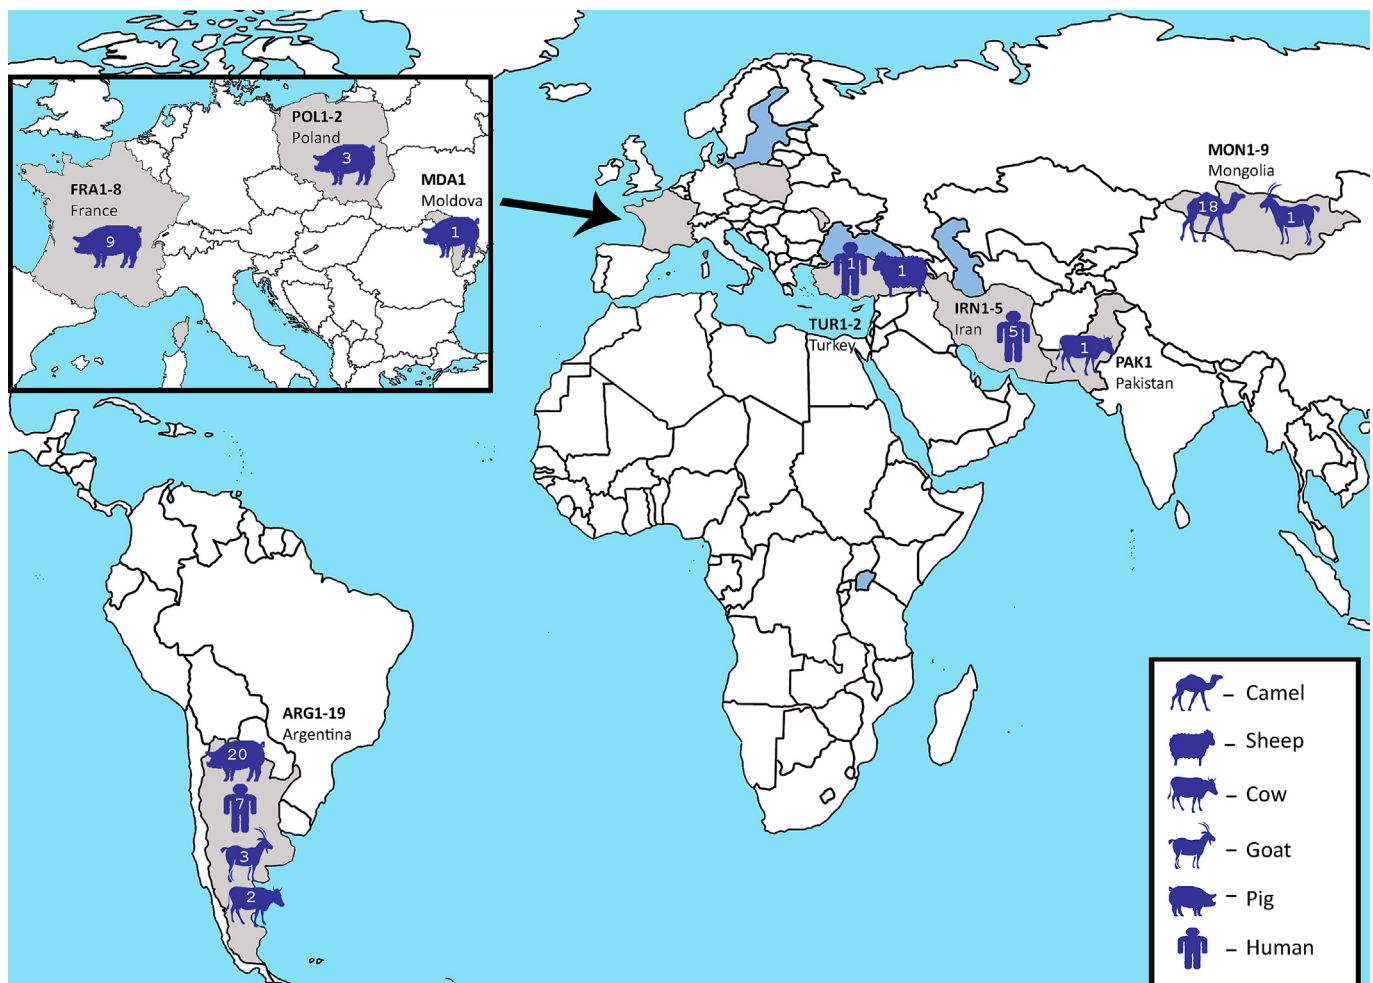 POL1-2
Poland
3
FRA1-8
France
9
MDA1
Moldova
1
MON1-9
Mongolia
18
1
1
1
TUR1-2
Turkey
IRN1-5
Iran
5
1
PAK1
Pakistan
ARG1-19
Argentina
20
7
3
2
– Camel
– Sheep
– Cow
– Goat
– Pig
– Human